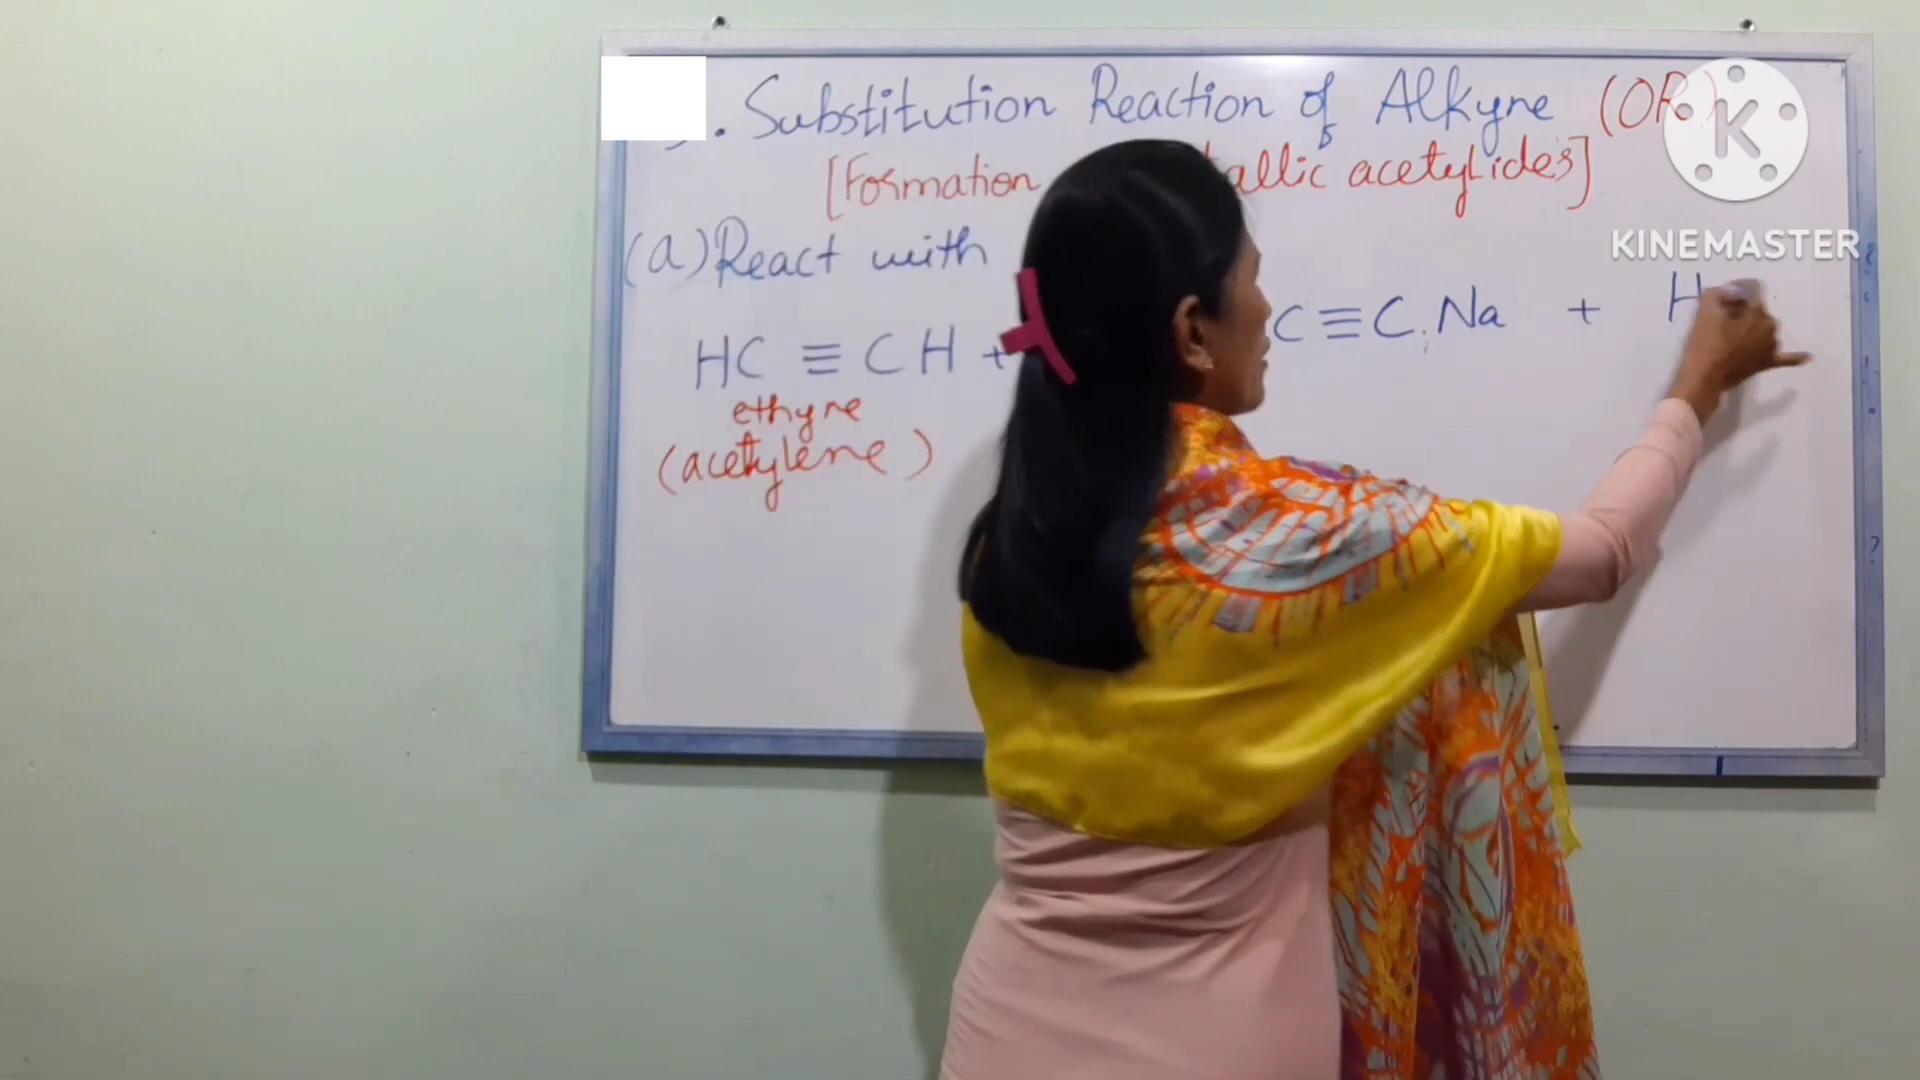 . Substitution Reaction of Alkyne (OR)
[Formation allic acetylides]
(a) React with
HC ≡ CH + C ≡ C Na + H
ethyne
(acetylene)
K
KINEMASTER